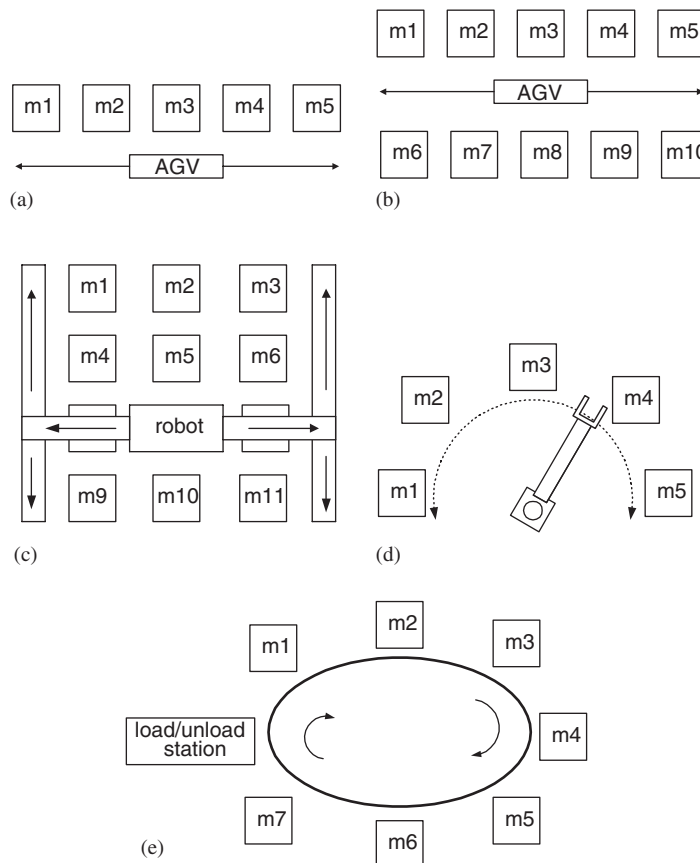 m1 m2 m3 m4 m5
AGV
(a)
m1 m2 m3 m4 m5
AGV
m6 m7 m8 m9 m10
(b)
m1 m2 m3
m4 m5 m6
robot
m9 m10 m11
(c)
m3
m2 m4
m1 m5
(d)
m2
m1 m3
load/unload
station
m4
m7 m5
m6
(e)